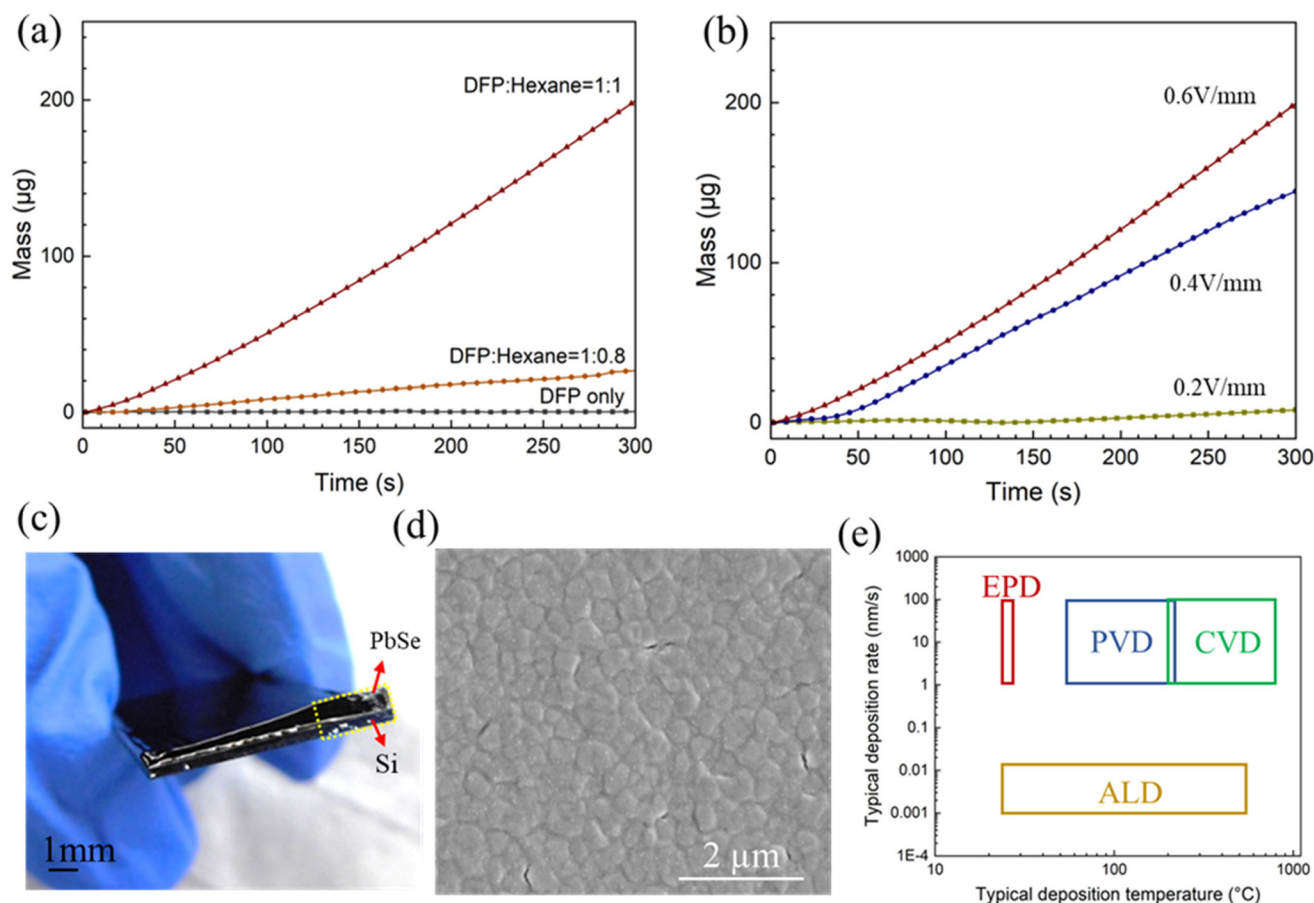 (a)
Mass (μg)
200
100
0
DFP:Hexane=1:1
DFP:Hexane=1:0.8
DFP only
0 50 100 150 200 250 300
Time (s)
(b)
Mass (μg)
200
100
0
0.6V/mm
0.4V/mm
0.2V/mm
0 50 100 150 200 250 300
Time (s)
(c)
PbSe
Si
1mm
(d)
2 μm
(e)
Typical deposition rate (nm/s)
1000
100
10
1
0.1
0.01
0.001
1E-4
EPD
PVD
CVD
ALD
10 100 1000
Typical deposition temperature (°C)